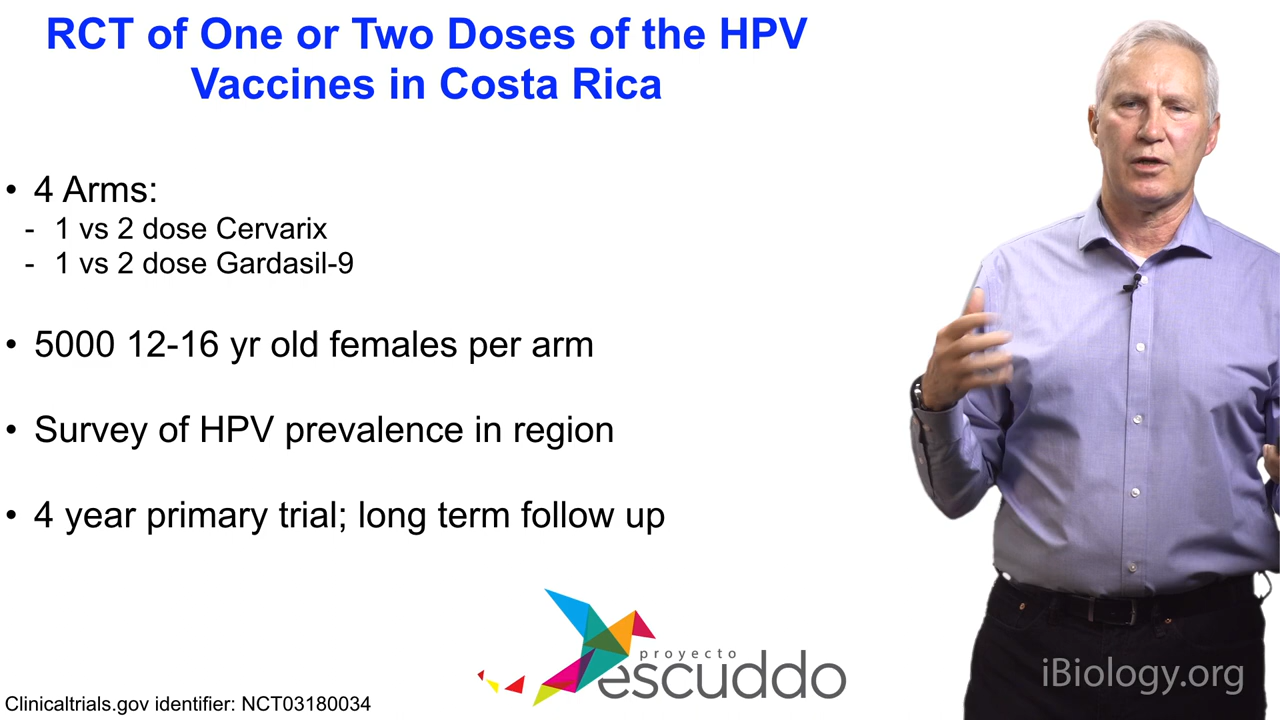 RCT of One or Two Doses of the HPV
Vaccines in Costa Rica
• 4 Arms:
- 1 vs 2 dose Cervarix
- 1 vs 2 dose Gardasil-9
• 5000 12-16 yr old females per arm
• Survey of HPV prevalence in region
• 4 year primary trial; long term follow up
proyecto
escuddo
Clinicaltrials.gov identifier: NCT03180034
iBiology.org